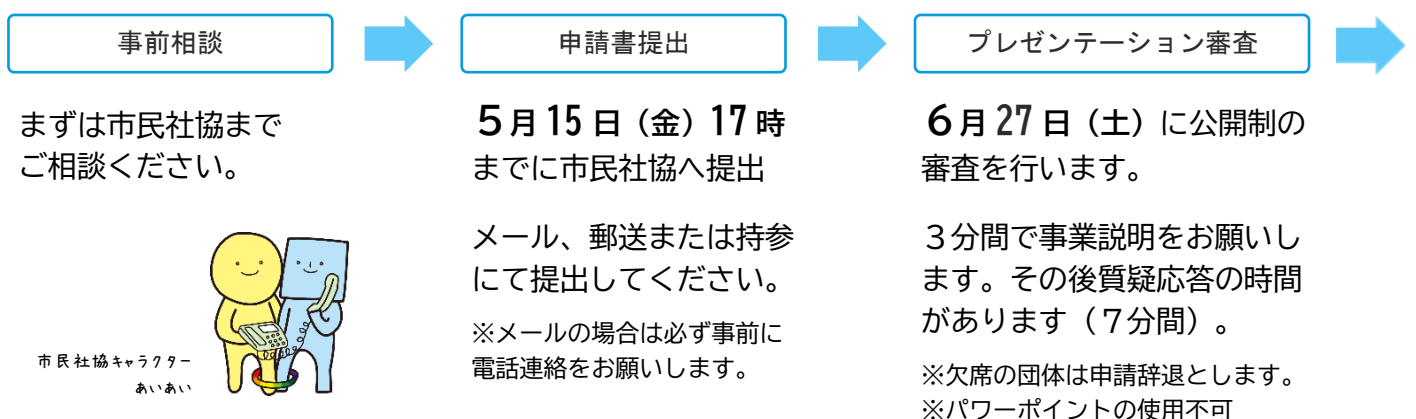 事前相談
まずは市民社協まで
ご相談ください。
市民社協キャラクター
あいあい
申請書提出
５月15日（金）17時
までに市民社協へ提出
メール、郵送または持参
にて提出してください。
※メールの場合は必ず事前に
電話連絡をお願いします。
プレゼンテーション審査
６月27日（土）に公開制の
審査を行います。
３分間で事業説明をお願いし
ます。その後質疑応答の時間
があります（７分間）。
※欠席の団体は申請辞退とします。
※パワーポイントの使用不可